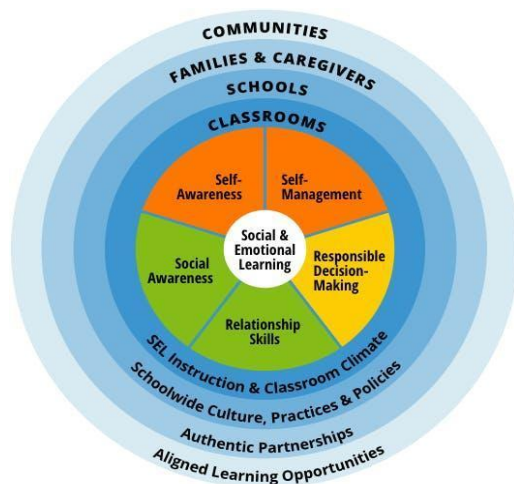 COMMUNITIES
FAMILIES & CAREGIVERS
SCHOOLS
CLASSROOMS
Self-
Awareness
Self-
Management
Social &
Emotional
Learning
Social
Awareness
Responsible
Decision-
Making
Relationship
Skills
SEL Instruction & Classroom Climate
Schoolwide Culture, Practices & Policies
Authentic Partnerships
Aligned Learning Opportunities